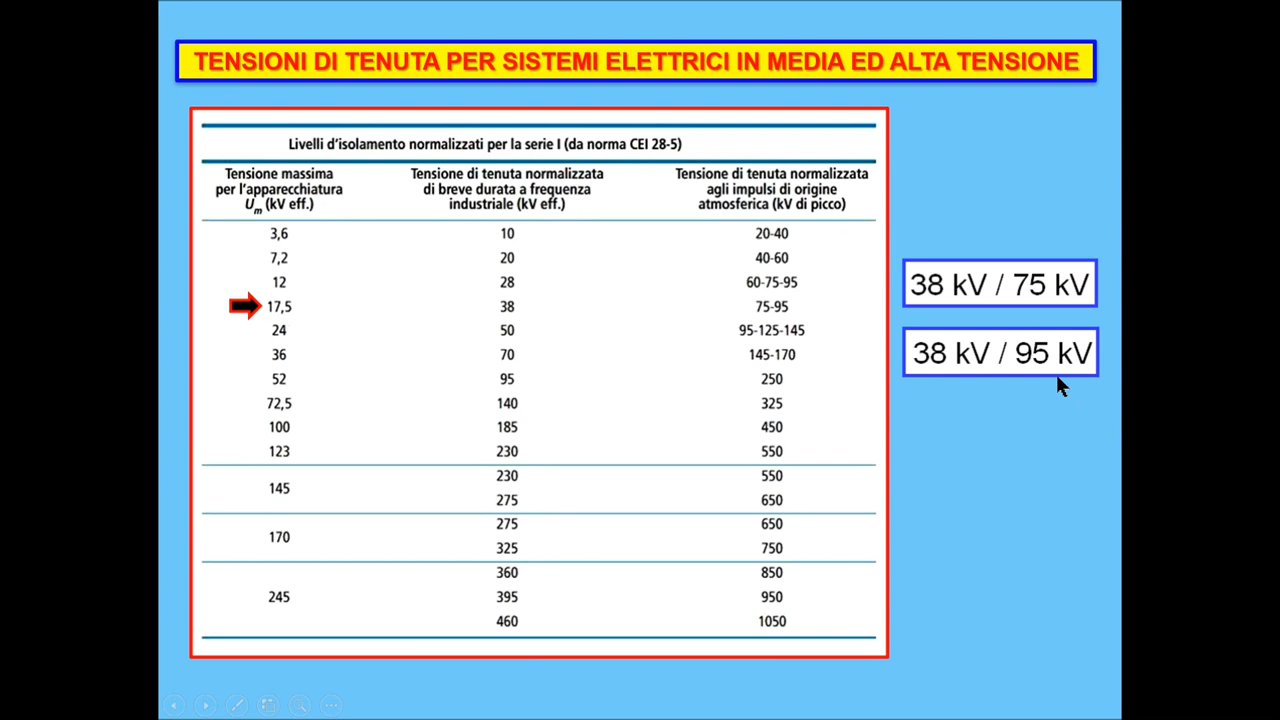 TENSIONI DI TENUTA PER SISTEMI ELETTRICI IN MEDIA ED ALTA TENSIONE
Livelli d'isolamento normalizzati per la serie I (da norma CEI 28-5)
Tensione massima
per l'apparecchiatura
Um (kV eff.)
Tensione di tenuta normalizzata
di breve durata a frequenza
industriale (kV eff.)
Tensione di tenuta normalizzata
agli impulsi di origine
atmosferica (kV di picco)
3,6 10 20-40
7,2 20 40-60
12 28 60-75-95
17,5 38 75-95
24 50 95-125-145
36 70 145-170
52 95 250
72,5 140 325
100 185 450
123 230 550
145
230 550
275 650
170
275 650
325 750
245
360 850
395 950
460 1050
38 kV / 75 kV
38 kV / 95 kV